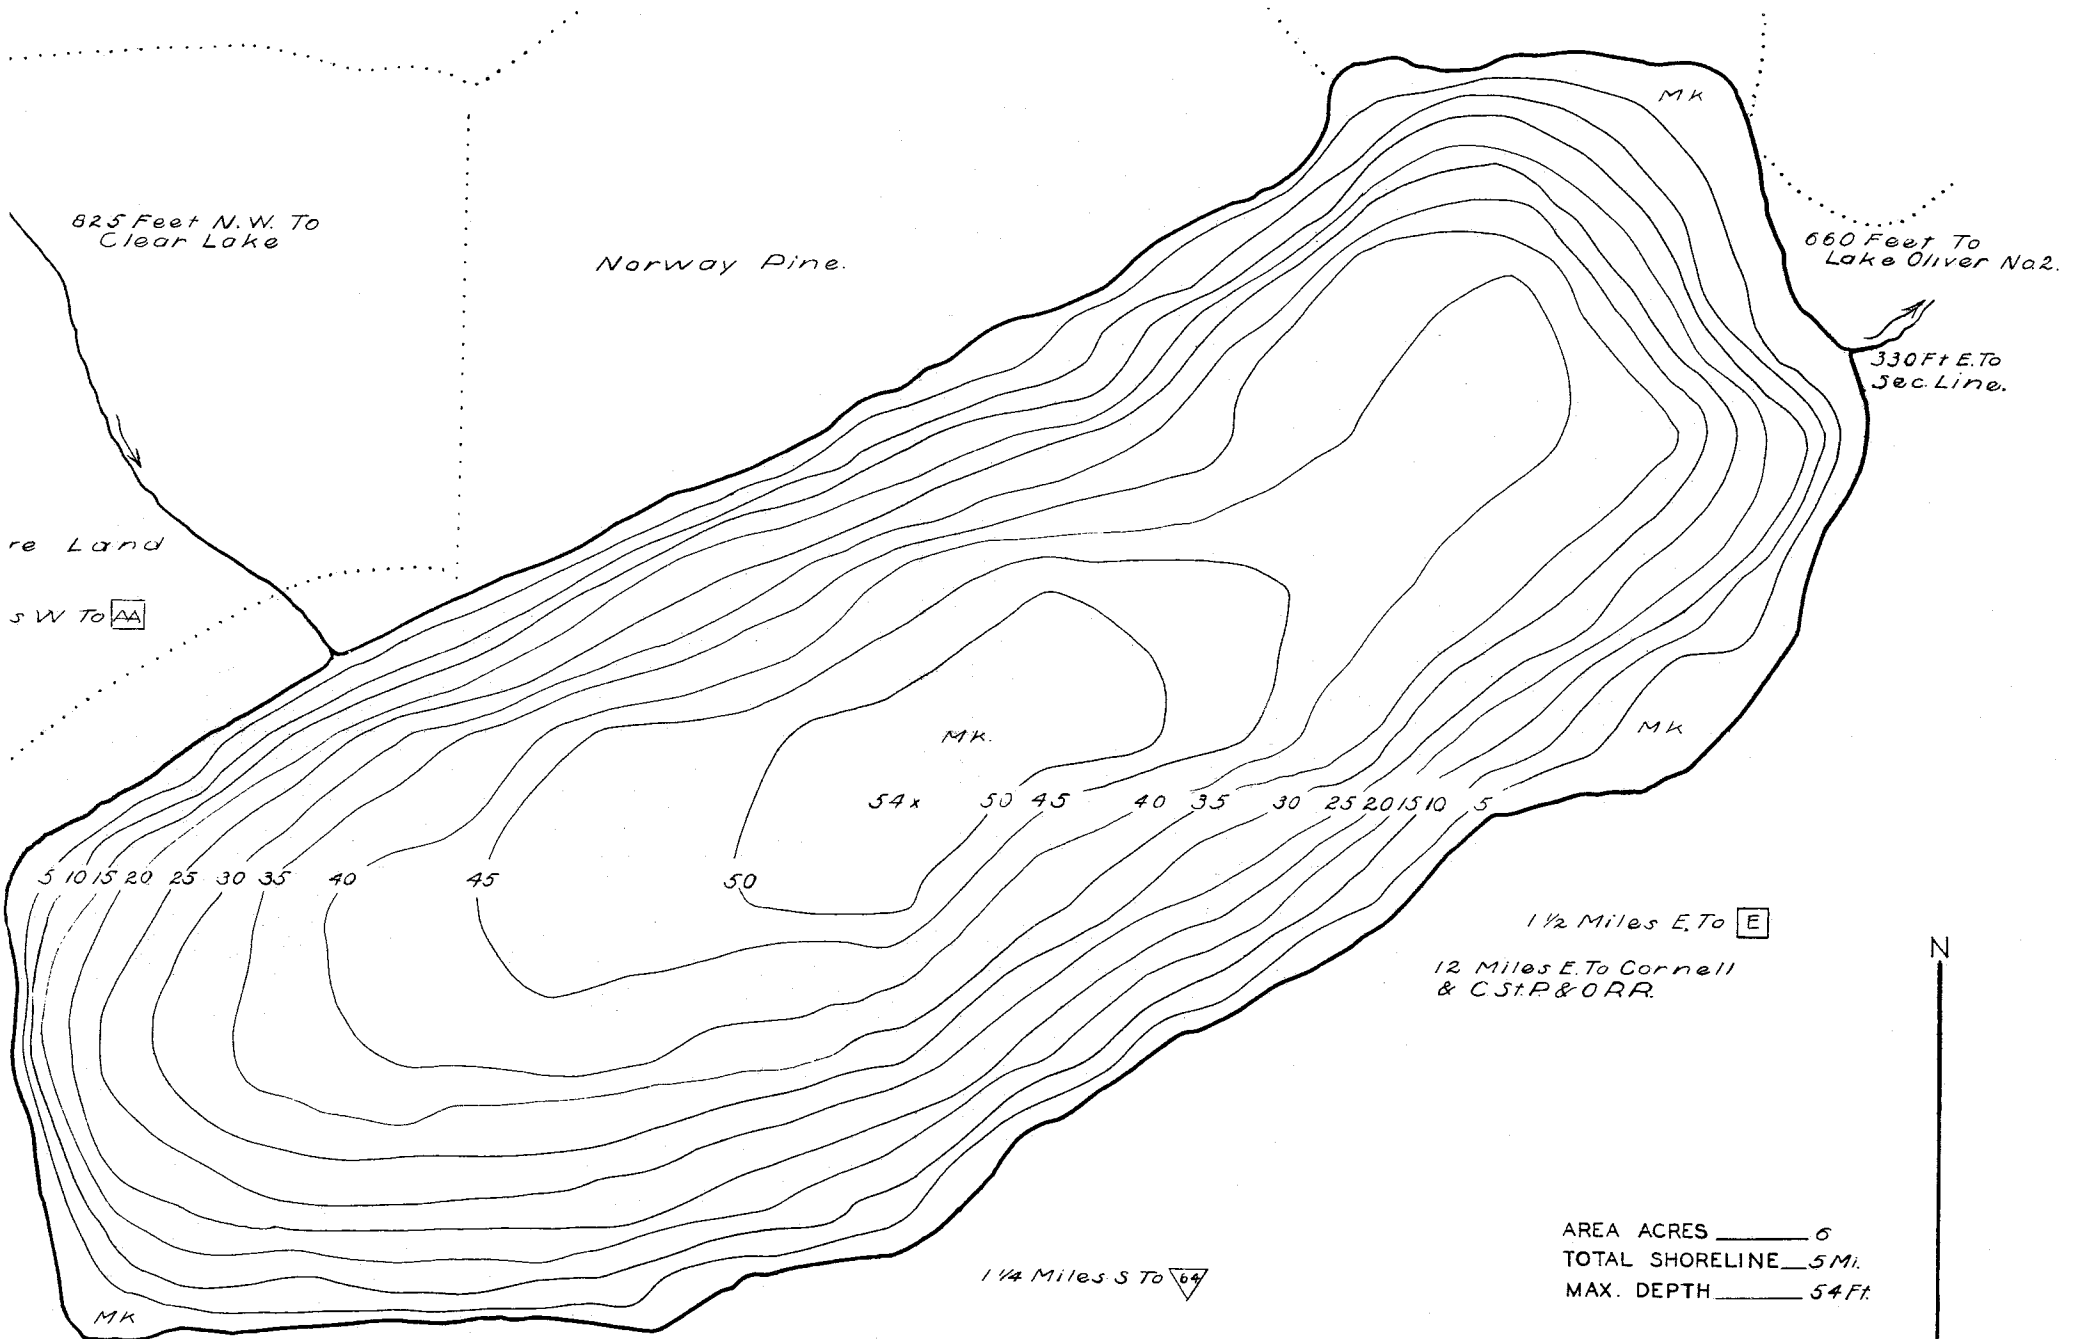 MK
825 Feet N.W. To
Clear Lake
Norway Pine.
660 Feet To
Lake Oliver No.2.
330 Ft E. To
Sec. Line.
re Land
s W To AA
MK.
MK
54x 50 45 40 35 30 25 20 15 10 5
5 10 15 20 25 30 35 40 45 50
1 1/2 Miles E. To E
12 Miles E. To Cornell
& C. St. P. & O R.R.
N
1 1/4 Miles S To 64
MK
AREA ACRES 6
TOTAL SHORELINE 5 Mi.
MAX. DEPTH 54 Ft.